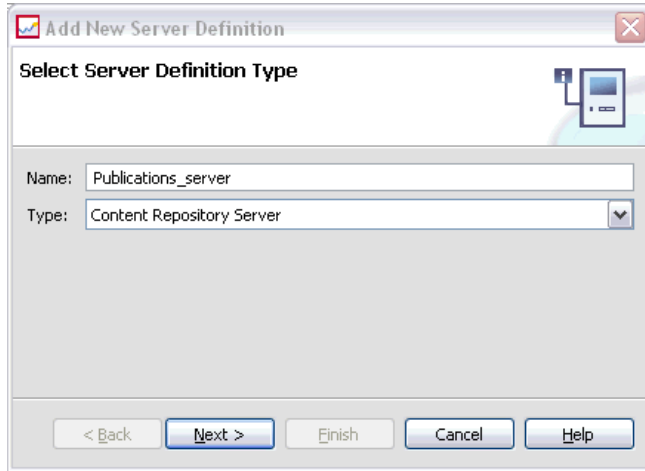 Add New Server Definition
Select Server Definition Type
Name: Publications_server
Type: Content Repository Server
< Back Next > Finish Cancel Help